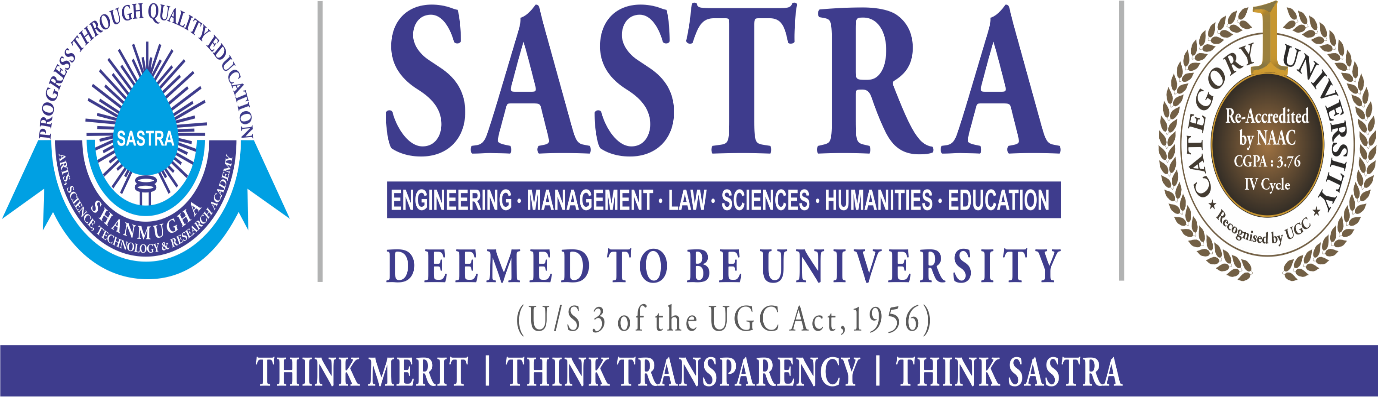 PROGRESS THROUGH QUALITY EDUCATION
SASTRA
SHANMUGHA
ARTS, SCIENCE, TECHNOLOGY & RESEARCH ACADEMY
SASTRA
ENGINEERING · MANAGEMENT · LAW · SCIENCES · HUMANITIES · EDUCATION
DEEMED TO BE UNIVERSITY
(U/S 3 of the UGC Act,1956)
THINK MERIT | THINK TRANSPARENCY | THINK SASTRA
CATEGORY 1 UNIVERSITY
Re-Accredited
by NAAC
CGPA : 3.76
IV Cycle
★ Recognised by UGC ★